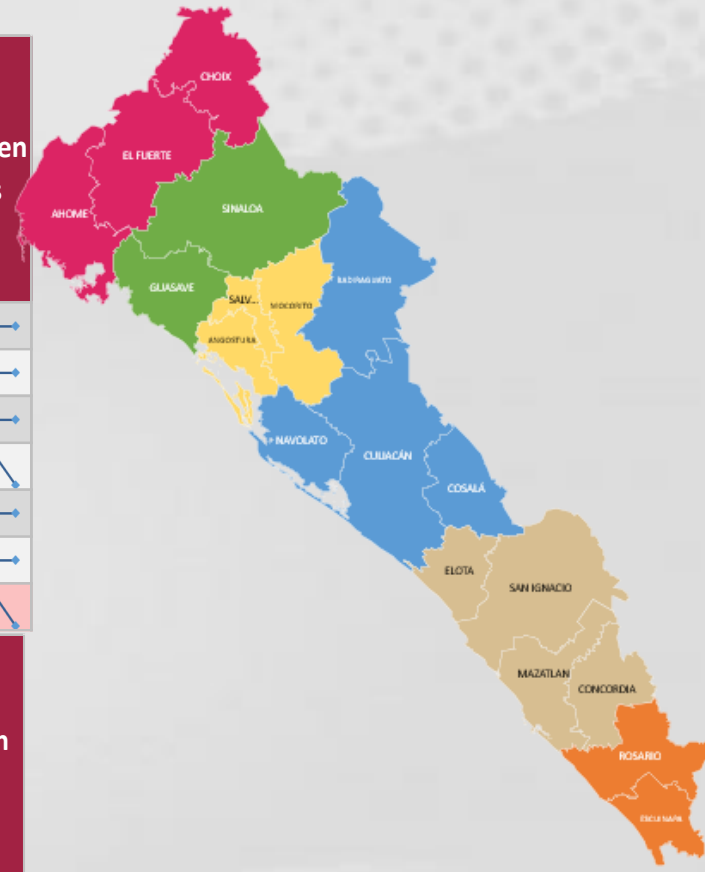 en
s
CHOIX
EL FUERTE
AHOME
SINALOA
GUASAVE
BADIRAGUATO
SALV...
MOCORITO
ANGOSTURA
NAVOLATO
CULIACÁN
COSALÁ
ELOTA
SAN IGNACIO
MAZATLAN
CONCORDIA
ROSARIO
ESCUINAPA
n